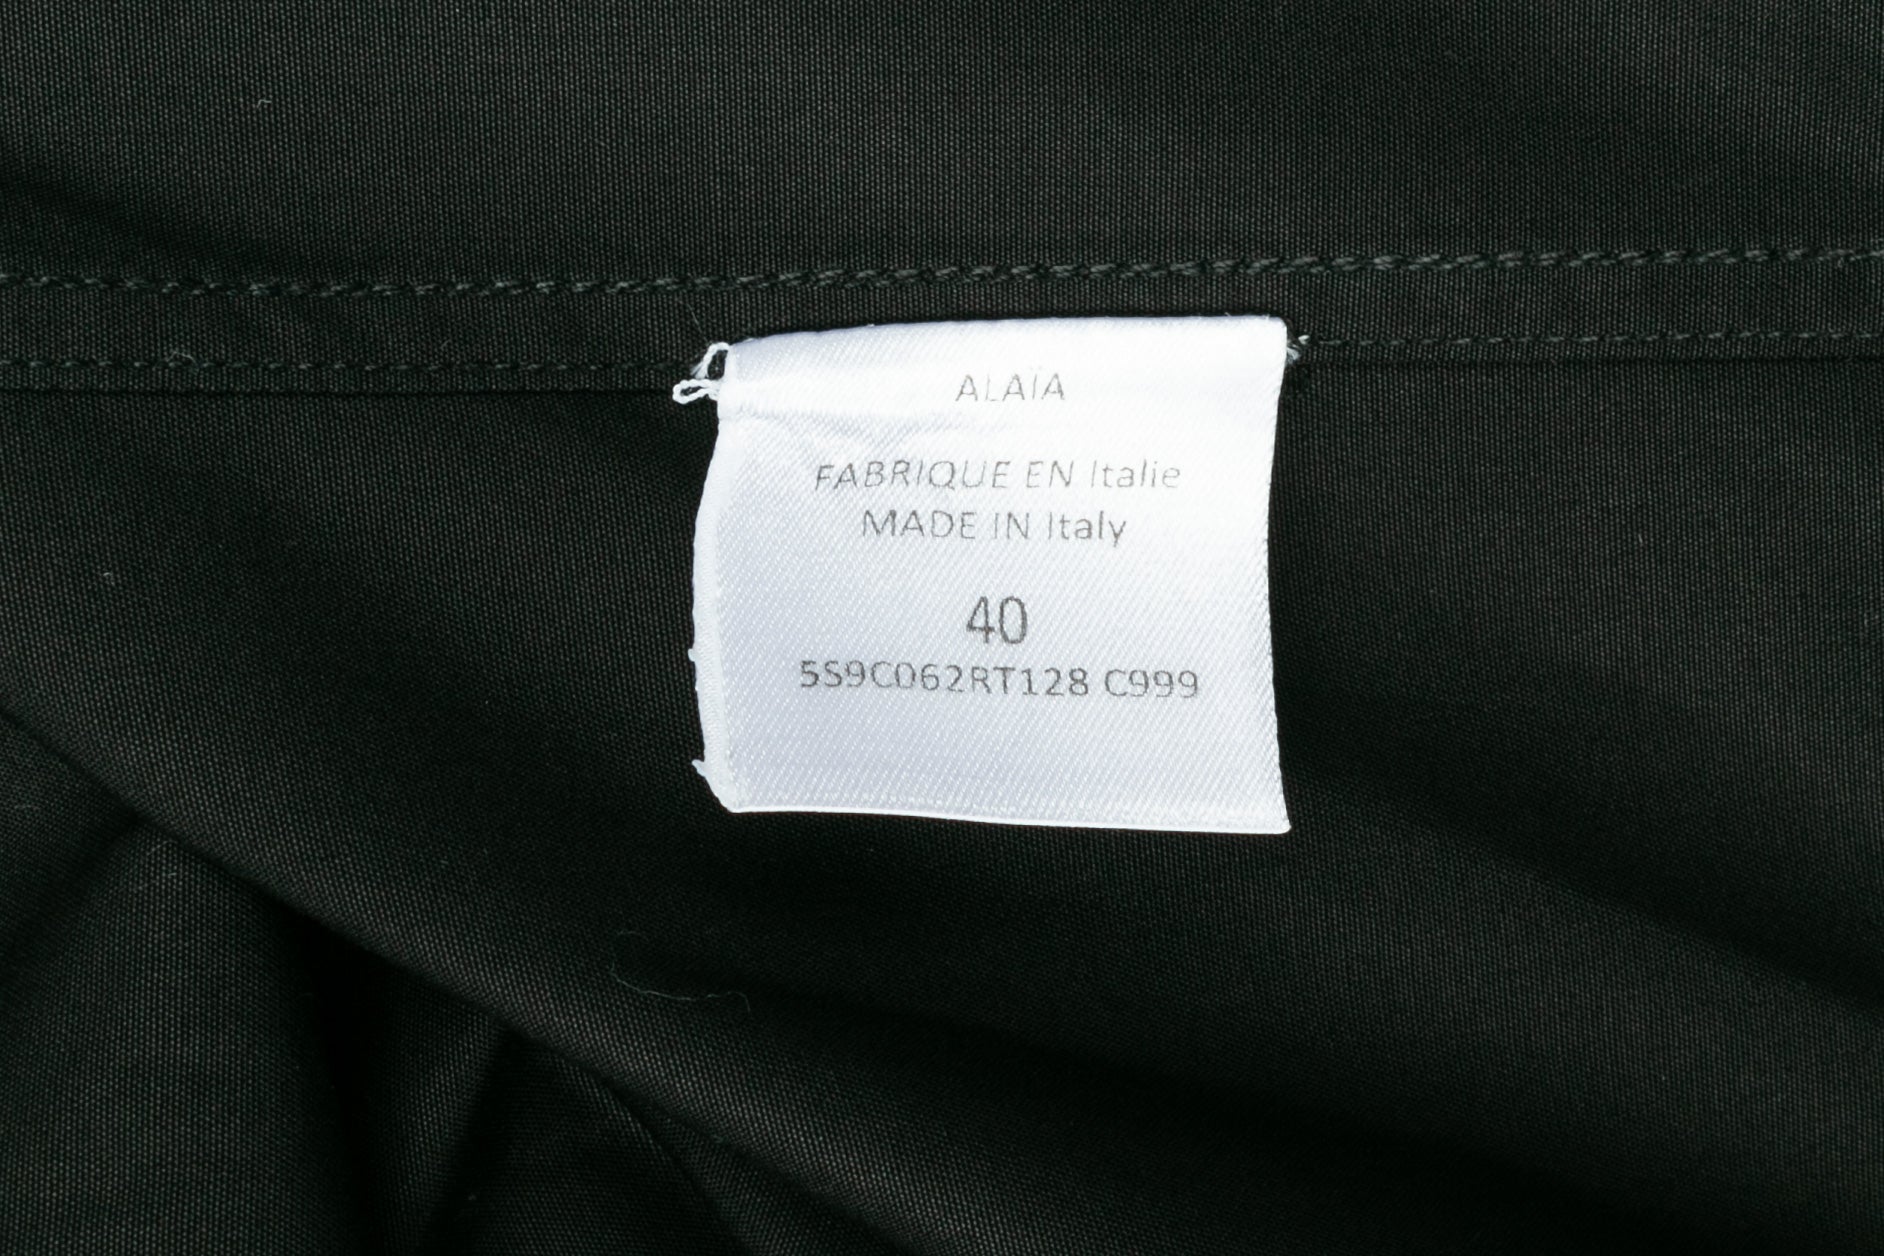 ALAÏA
FABRIQUE EN Italie
MADE IN Italy
40
5S9C062RT128 C999